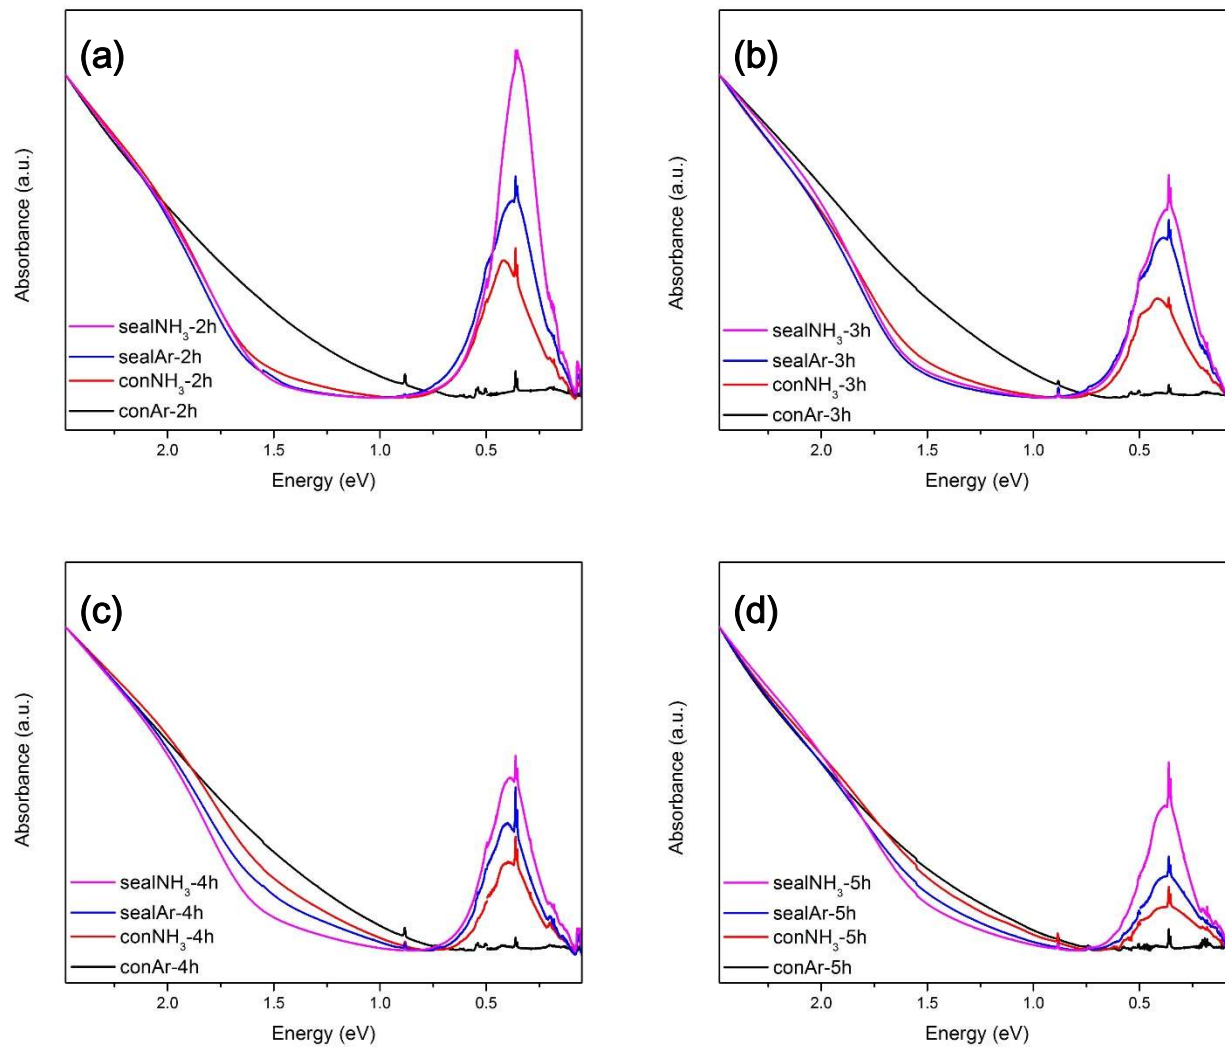 (a)
Absorbance (a.u.)
sealNH₃-2h
sealAr-2h
conNH₃-2h
conAr-2h
2.0 1.5 1.0 0.5
Energy (eV)
(b)
Absorbance (a.u.)
sealNH₃-3h
sealAr-3h
conNH₃-3h
conAr-3h
2.0 1.5 1.0 0.5
Energy (eV)
(c)
Absorbance (a.u.)
sealNH₃-4h
sealAr-4h
conNH₃-4h
conAr-4h
2.0 1.5 1.0 0.5
Energy (eV)
(d)
Absorbance (a.u.)
sealNH₃-5h
sealAr-5h
conNH₃-5h
conAr-5h
2.0 1.5 1.0 0.5
Energy (eV)